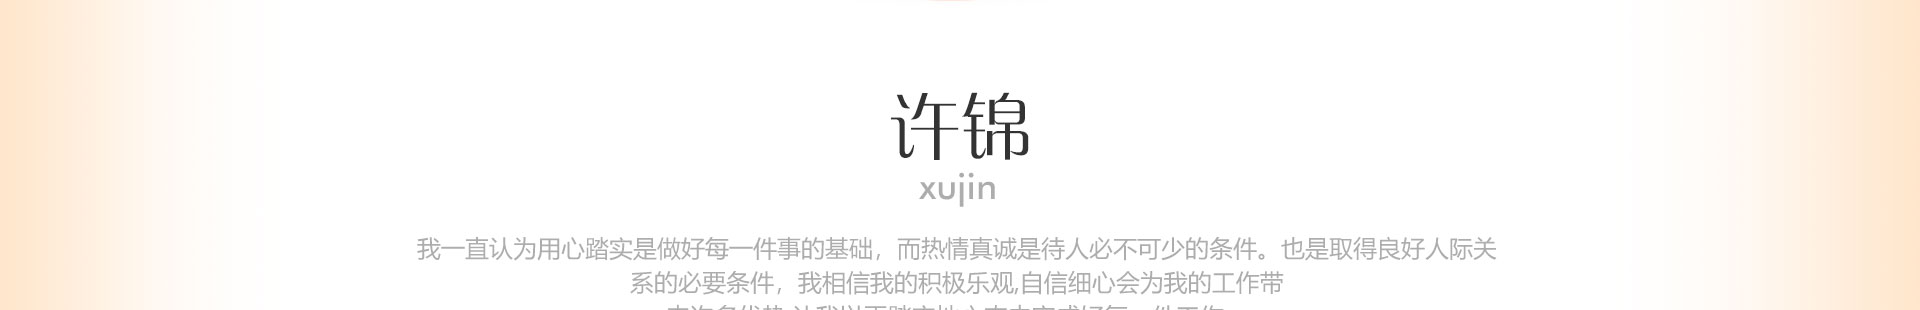 许锦
xujin
我一直认为用心踏实是做好每一件事的基础，而热情真诚是待人必不可少的条件。也是取得良好人际关
系的必要条件，我相信我的积极乐观,自信细心会为我的工作带